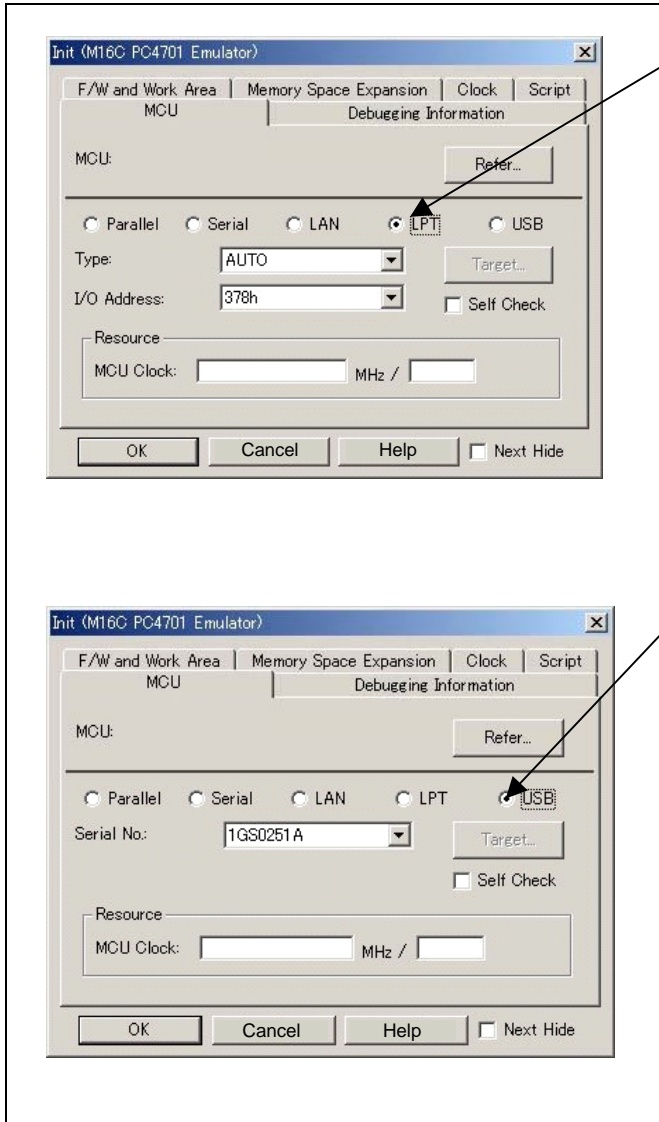 Init (M16C PC4701 Emulator)
F/W and Work Area Memory Space Expansion Clock Script
MCU Debugging Information
MCU: Refer...
Parallel Serial LAN LPT USB
Type: AUTO Target...
I/O Address: 378h Self Check
Resource
MCU Clock: MHz /
OK Cancel Help Next Hide
Init (M16C PC4701 Emulator)
F/W and Work Area Memory Space Expansion Clock Script
MCU Debugging Information
MCU: Refer...
Parallel Serial LAN LPT USB
Serial No.: 1GS0251A Target...
Self Check
Resource
MCU Clock: MHz /
OK Cancel Help Next Hide